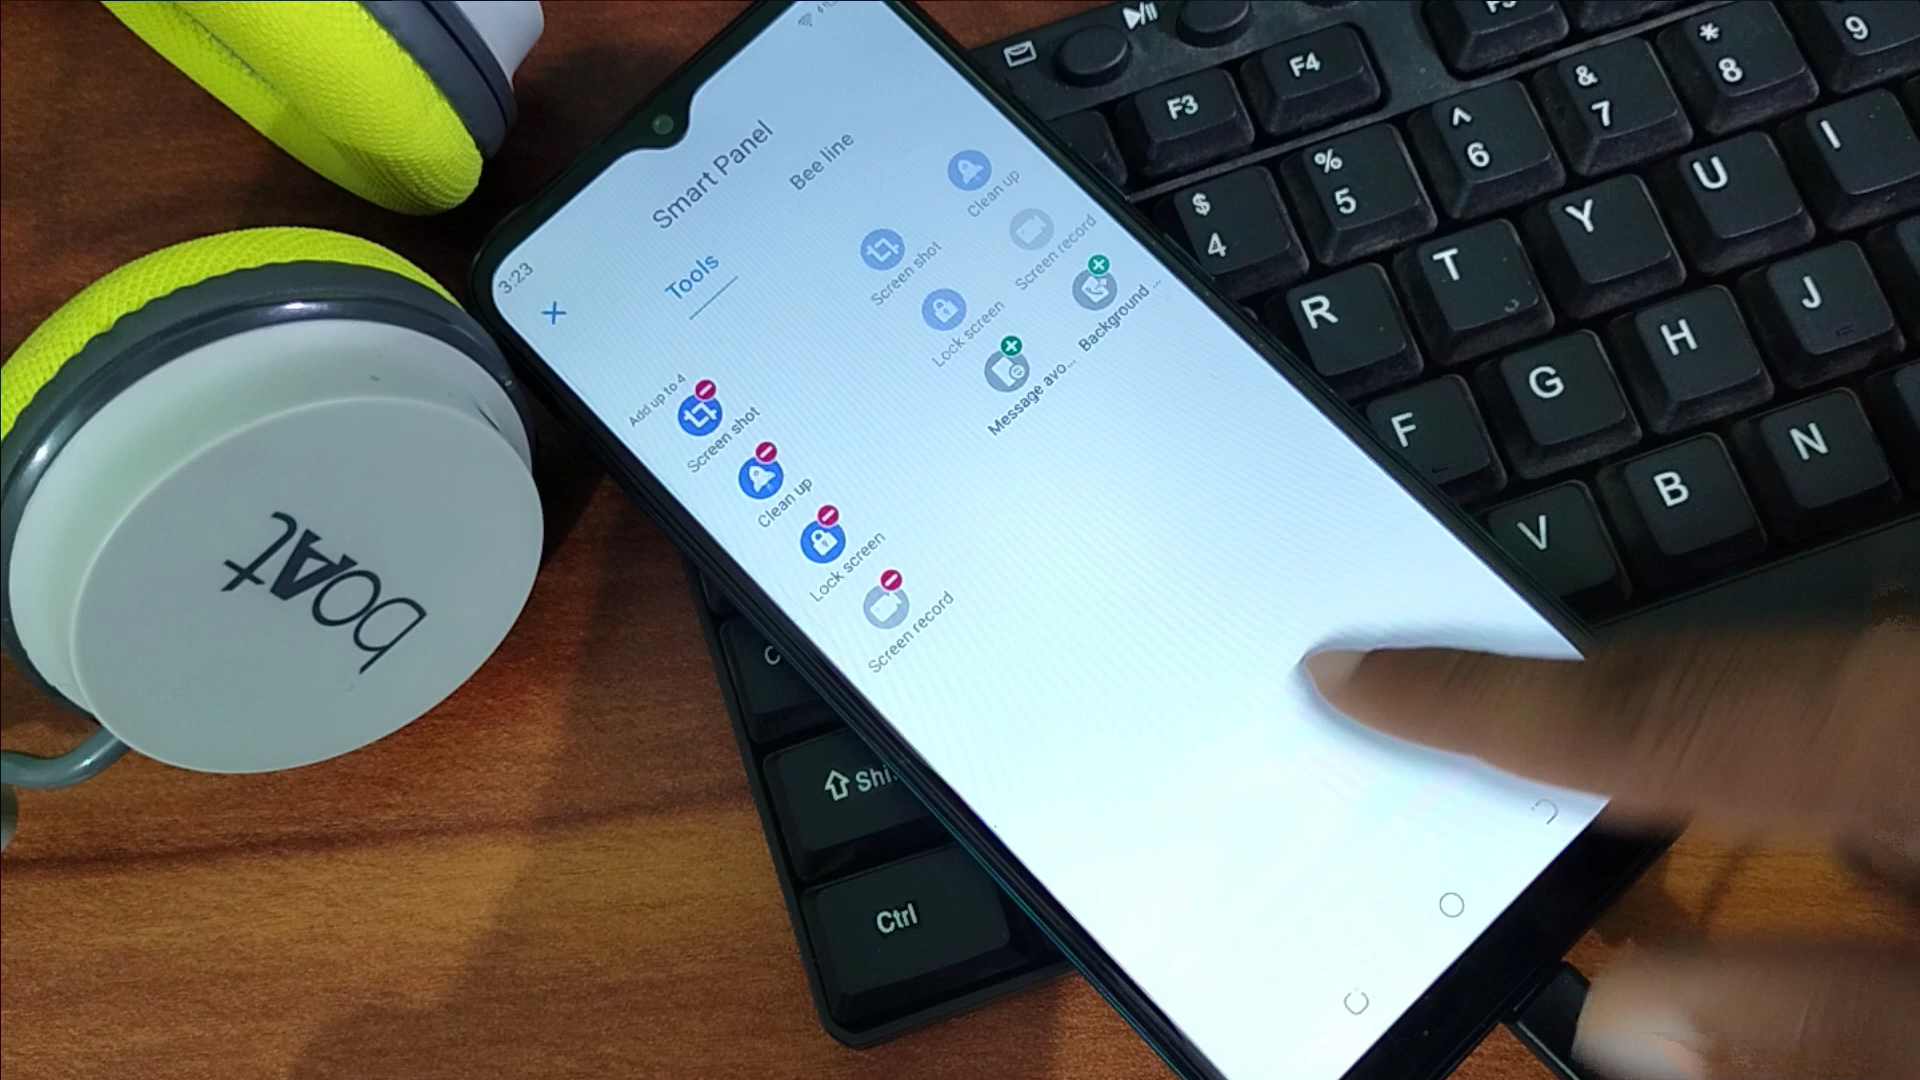 3:23
Smart Panel
Tools
Bee line
Add up to 4
Screen shot
Clean up
Lock screen
Screen record
Screen shot
Clean up
Lock screen
Screen record
Message avo...
Background ...
boAt
F3
F4
$
4
%
5
^
6
&
7
*
8
9
R
T
Y
U
I
F
G
H
J
V
B
N
C
Shi
Ctrl